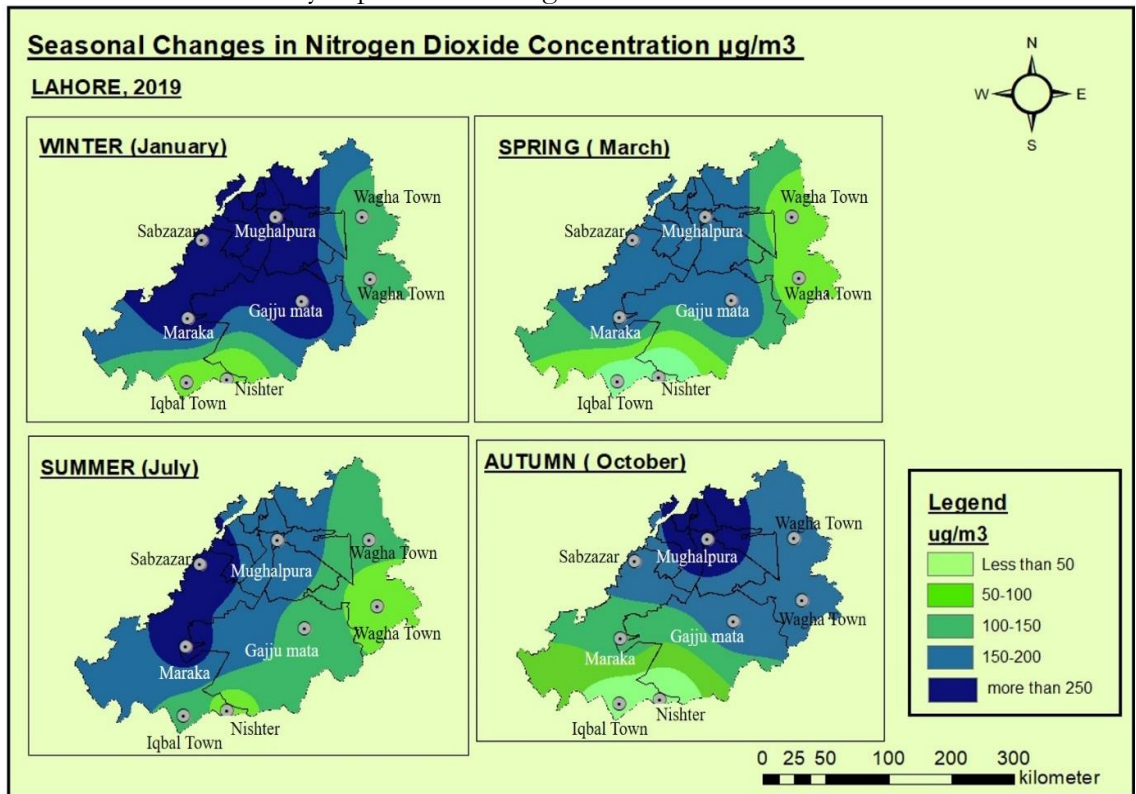 Seasonal Changes in Nitrogen Dioxide Concentration µg/m3
LAHORE, 2019
N
W E
S
WINTER (January)
Wagha Town
Sabzazar
Mughalpura
Wagha Town
Gajju mata
Maraka
Nishter
Iqbal Town
SPRING ( March)
Wagha Town
Sabzazar
Mughalpura
Wagha Town
Gajju mata
Maraka
Nishter
Iqbal Town
SUMMER (July)
Sabzazar
Wagha Town
Mughalpura
Wagha Town
Gajju mata
Maraka
Nishter
Iqbal Town
AUTUMN ( October)
Wagha Town
Sabzazar
Mughalpura
Wagha Town
Gajju mata
Maraka
Nishter
Iqbal Town
Legend
ug/m3
Less than 50
50-100
100-150
150-200
more than 250
0 25 50 100 200 300
kilometer